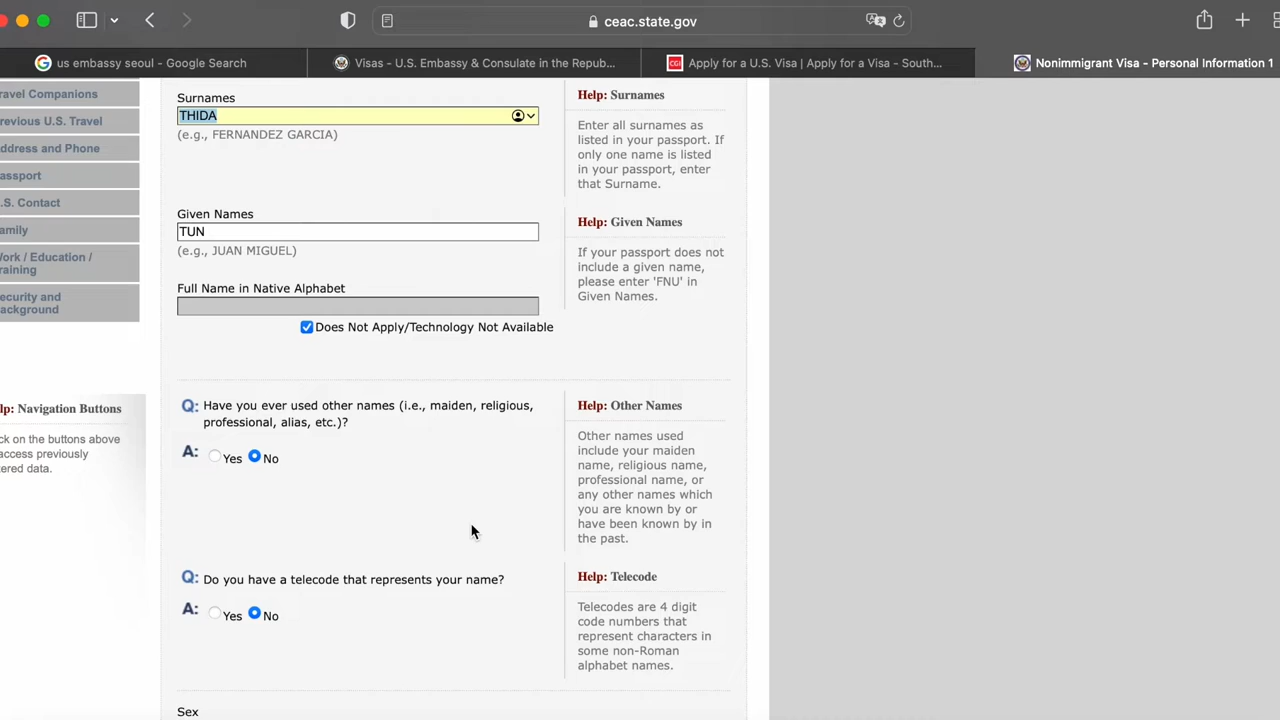 ceac.state.gov
us embassy seoul - Google Search
Visas - U.S. Embassy & Consulate in the Repub...
CGI
Apply for a U.S. Visa | Apply for a Visa - South...
Nonimmigrant Visa - Personal Information 1
ravel Companions
revious U.S. Travel
ddress and Phone
assport
.S. Contact
amily
Work / Education /
raining
ecurity and
ackground
lp: Navigation Buttons
ck on the buttons above
access previously
tered data.
Surnames
THIDA
(e.g., FERNANDEZ GARCIA)
Help: Surnames
Enter all surnames as
listed in your passport. If
only one name is listed
in your passport, enter
that Surname.
Given Names
TUN
(e.g., JUAN MIGUEL)
Help: Given Names
If your passport does not
include a given name,
please enter 'FNU' in
Given Names.
Full Name in Native Alphabet
Does Not Apply/Technology Not Available
Q: Have you ever used other names (i.e., maiden, religious,
professional, alias, etc.)?
A: Yes No
Help: Other Names
Other names used
include your maiden
name, religious name,
professional name, or
any other names which
you are known by or
have been known by in
the past.
Q: Do you have a telecode that represents your name?
A: Yes No
Help: Telecode
Telecodes are 4 digit
code numbers that
represent characters in
some non-Roman
alphabet names.
Sex